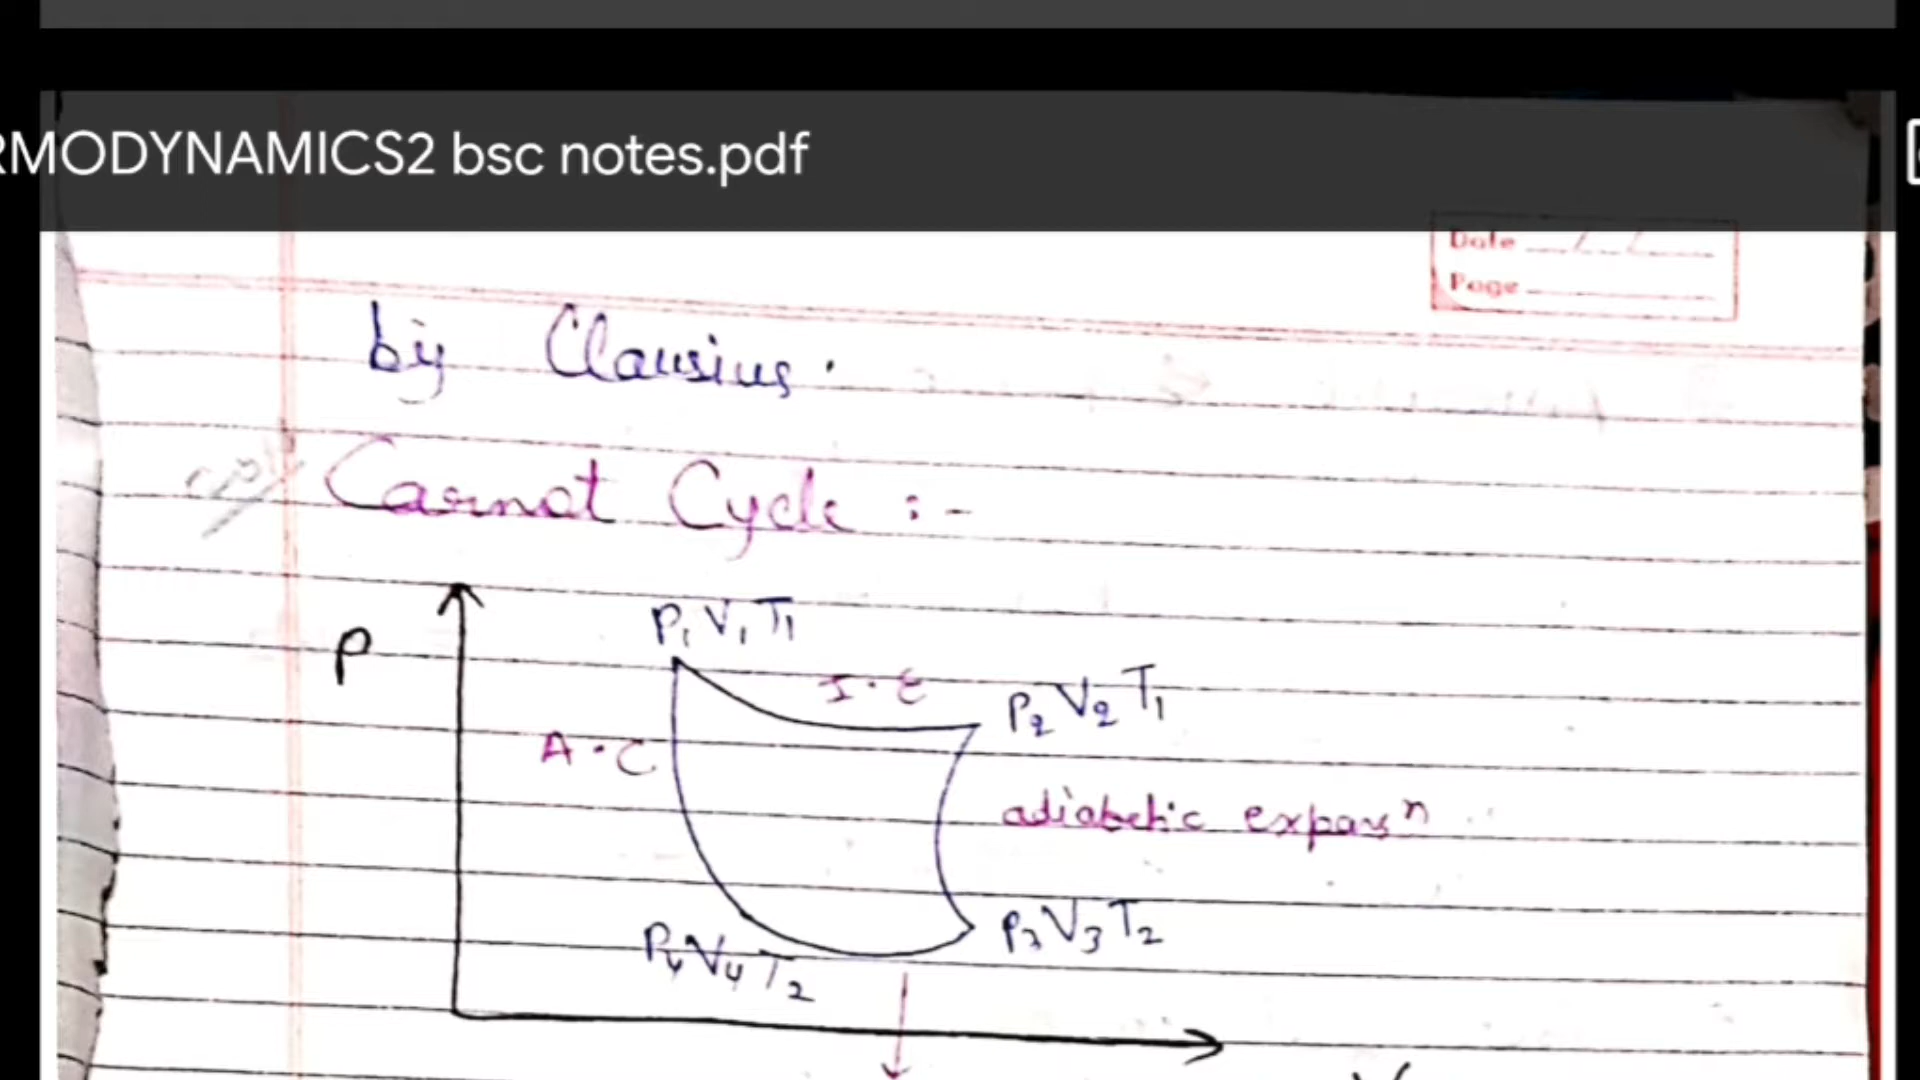 RMODYNAMICS2 bsc notes.pdf
Date
Page
by Clausius.
Carnot Cycle :-
P
P₁ V₁ T₁
I.E
P₂ V₂ T₁
A.C
adiabetic expansⁿ
P₃ V₃ T₂
P₄ V₄ T₂